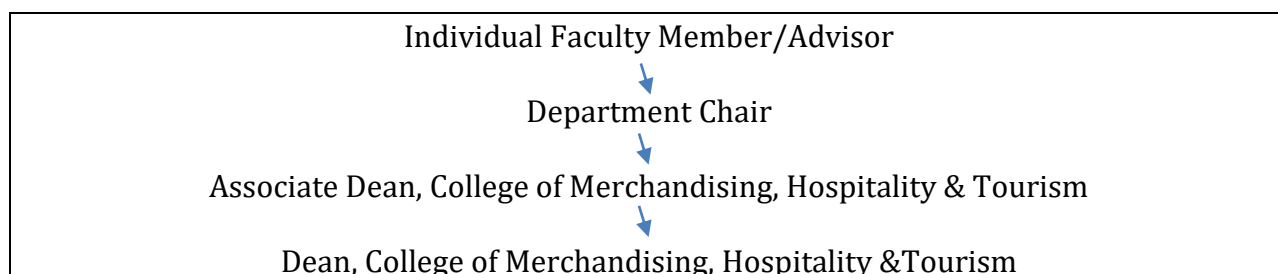 Individual Faculty Member/Advisor
Department Chair
Associate Dean, College of Merchandising, Hospitality & Tourism
Dean, College of Merchandising, Hospitality &Tourism